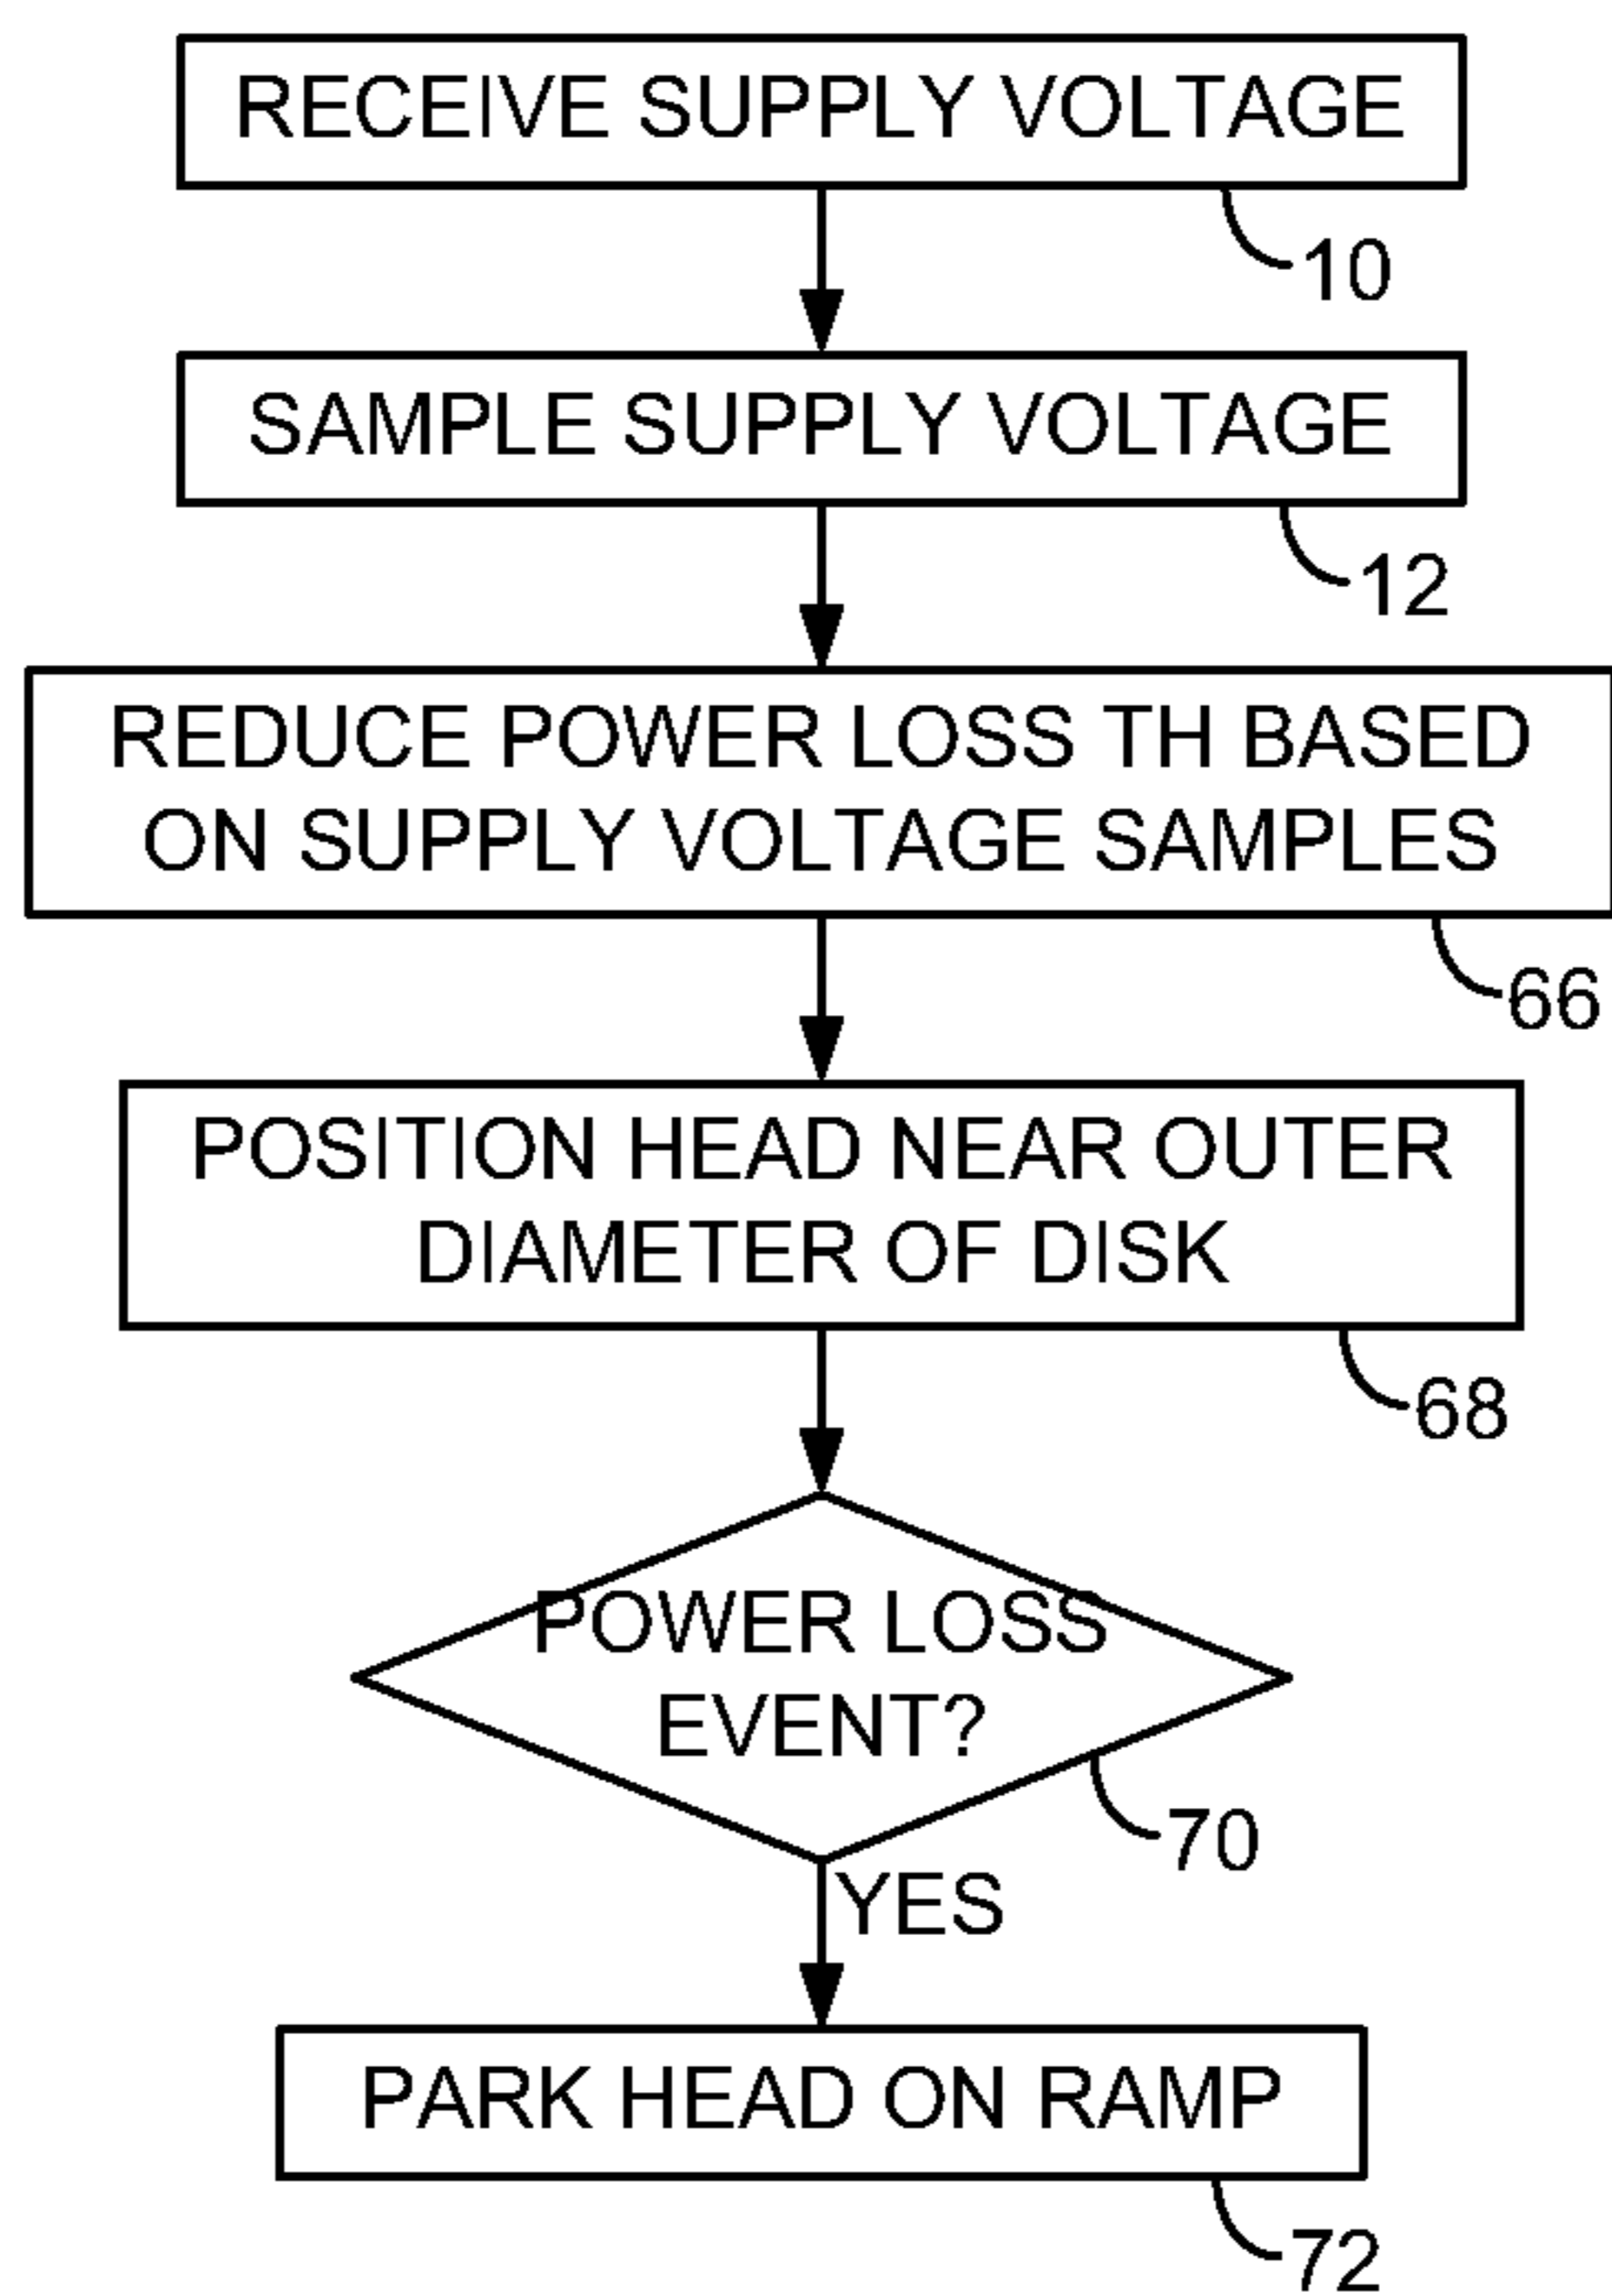 RECEIVE SUPPLY VOLTAGE
10
SAMPLE SUPPLY VOLTAGE
12
REDUCE POWER LOSS TH BASED
ON SUPPLY VOLTAGE SAMPLES
66
POSITION HEAD NEAR OUTER
DIAMETER OF DISK
68
POWER LOSS
EVENT?
70
YES
PARK HEAD ON RAMP
72